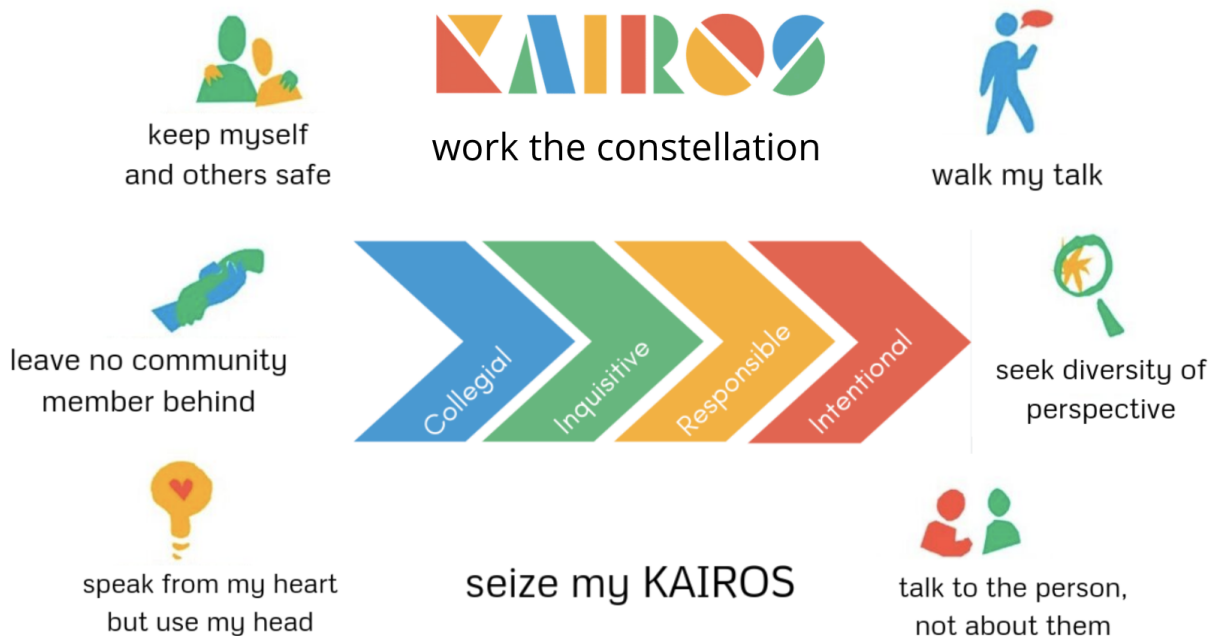 KAIROS
work the constellation
keep myself
and others safe
walk my talk
leave no community
member behind
Collegial
Inquisitive
Responsible
Intentional
seek diversity of
perspective
speak from my heart
but use my head
seize my KAIROS
talk to the person,
not about them